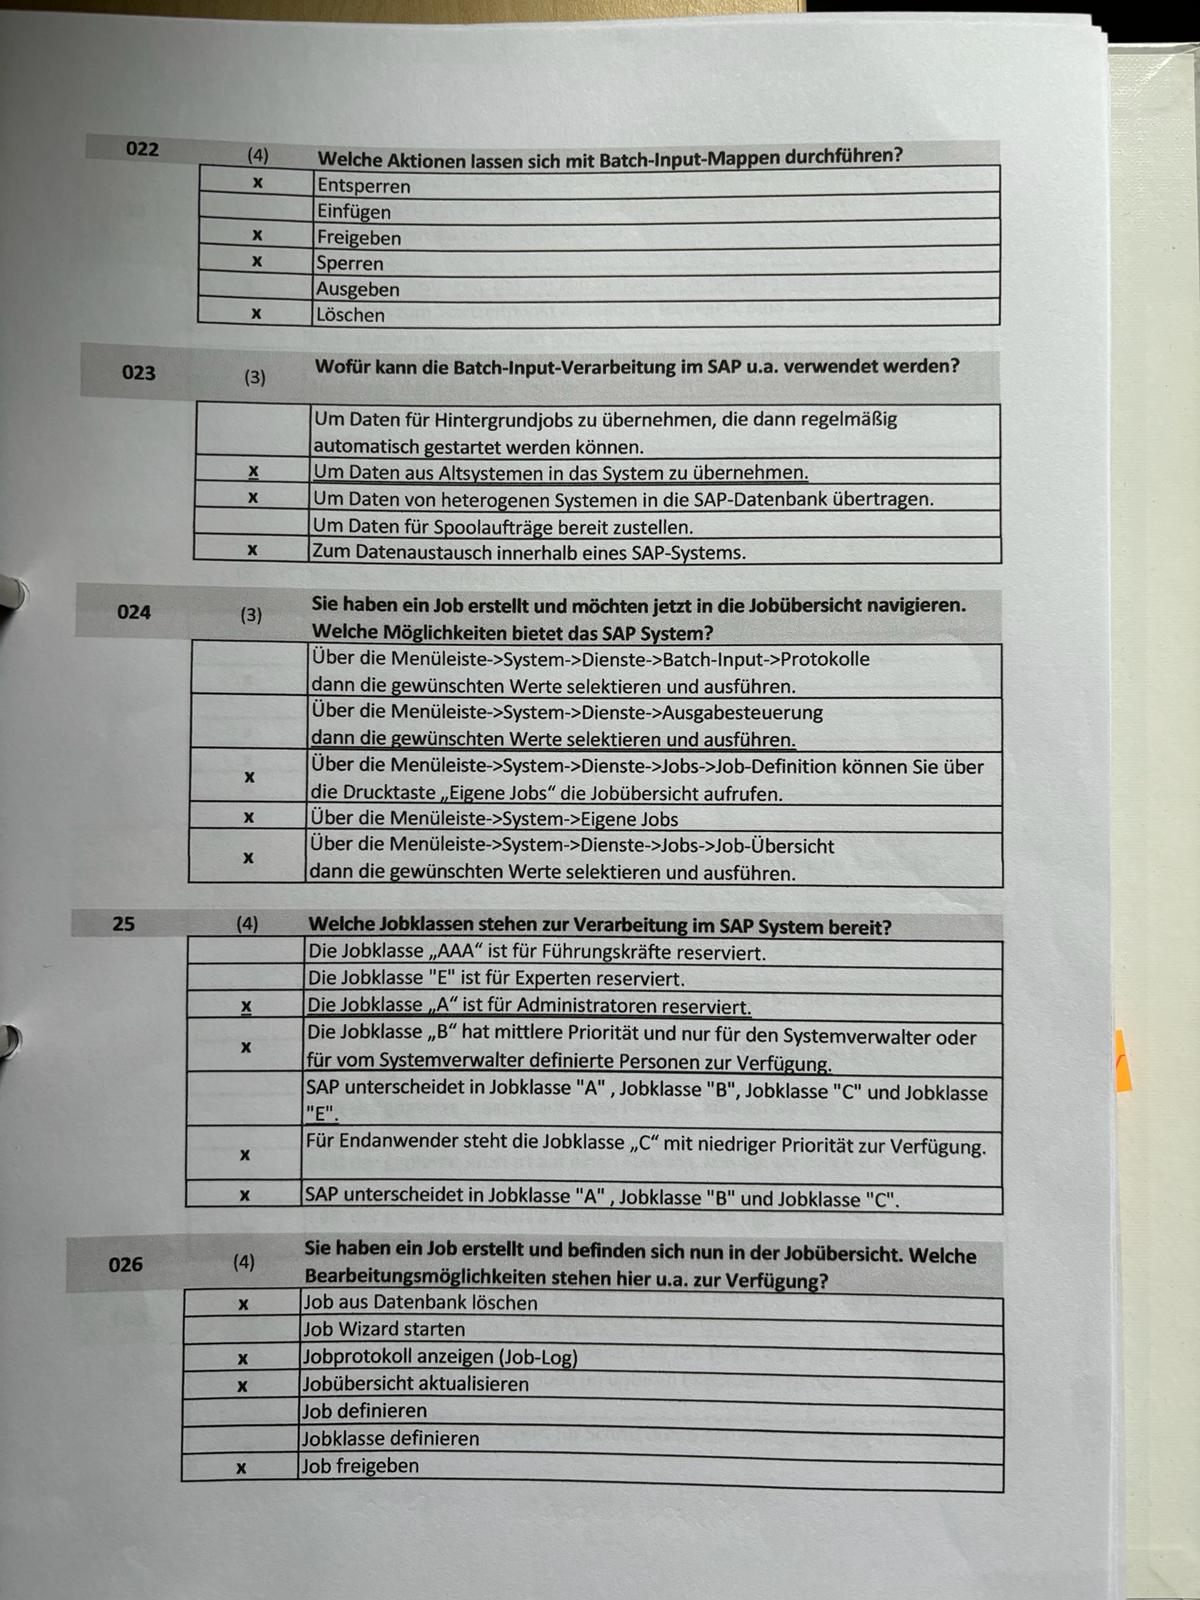 022 (4) Welche Aktionen lassen sich mit Batch-Input-Mappen durchführen?
x Entsperren
Einfügen
x Freigeben
x Sperren
Ausgeben
x Löschen
023 (3) Wofür kann die Batch-Input-Verarbeitung im SAP u.a. verwendet werden?
Um Daten für Hintergrundjobs zu übernehmen, die dann regelmäßig
automatisch gestartet werden können.
x Um Daten aus Altsystemen in das System zu übernehmen.
x Um Daten von heterogenen Systemen in die SAP-Datenbank übertragen.
Um Daten für Spoolaufträge bereit zustellen.
x Zum Datenaustausch innerhalb eines SAP-Systems.
024 (3) Sie haben ein Job erstellt und möchten jetzt in die Jobübersicht navigieren.
Welche Möglichkeiten bietet das SAP System?
Über die Menüleiste->System->Dienste->Batch-Input->Protokolle
dann die gewünschten Werte selektieren und ausführen.
Über die Menüleiste->System->Dienste->Ausgabesteuerung
dann die gewünschten Werte selektieren und ausführen.
x Über die Menüleiste->System->Dienste->Jobs->Job-Definition können Sie über
die Drucktaste „Eigene Jobs“ die Jobübersicht aufrufen.
x Über die Menüleiste->System->Eigene Jobs
x Über die Menüleiste->System->Dienste->Jobs->Job-Übersicht
dann die gewünschten Werte selektieren und ausführen.
25 (4) Welche Jobklassen stehen zur Verarbeitung im SAP System bereit?
Die Jobklasse „AAA“ ist für Führungskräfte reserviert.
Die Jobklasse "E" ist für Experten reserviert.
x Die Jobklasse „A“ ist für Administratoren reserviert.
x Die Jobklasse „B“ hat mittlere Priorität und nur für den Systemverwalter oder
für vom Systemverwalter definierte Personen zur Verfügung.
SAP unterscheidet in Jobklasse "A" , Jobklasse "B", Jobklasse "C" und Jobklasse
"E".
x Für Endanwender steht die Jobklasse „C“ mit niedriger Priorität zur Verfügung.
x SAP unterscheidet in Jobklasse "A" , Jobklasse "B" und Jobklasse "C".
026 (4) Sie haben ein Job erstellt und befinden sich nun in der Jobübersicht. Welche
Bearbeitungsmöglichkeiten stehen hier u.a. zur Verfügung?
x Job aus Datenbank löschen
Job Wizard starten
x Jobprotokoll anzeigen (Job-Log)
x Jobübersicht aktualisieren
Job definieren
Jobklasse definieren
x Job freigeben